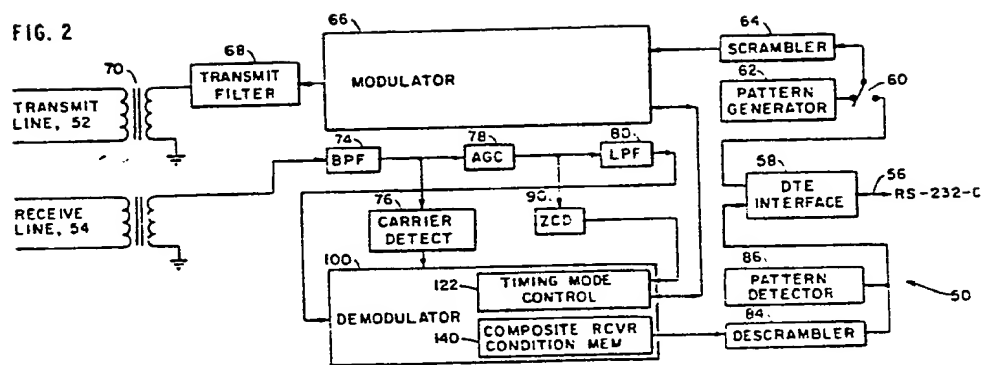 FIG. 2
66
MODULATOR
64
SCRAMBLER
62
PATTERN
GENERATOR
60
68
TRANSMIT
FILTER
70
TRANSMIT
LINE, 52
74
BPF
78
AGC
80
LPF
58
DTE
INTERFACE
56
RS-232-C
RECEIVE
LINE, 54
76
CARRIER
DETECT
90
ZCD
100
DEMODULATOR
122
TIMING MODE
CONTROL
140
COMPOSITE RCVR
CONDITION MEM
86
PATTERN
DETECTOR
84
DESCRAMBLER
50